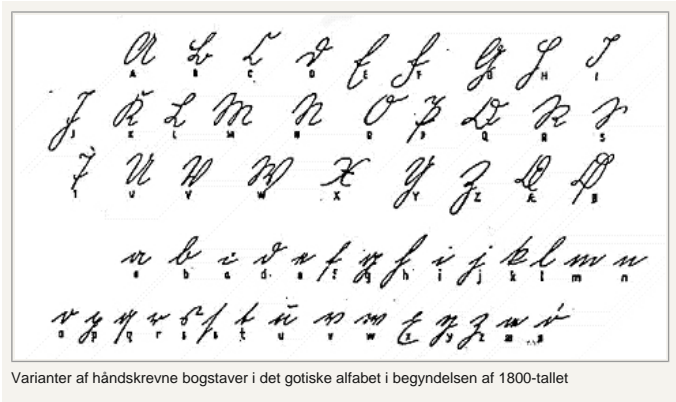 A B C D E F G H I
J K L M N O P Q R S
T U V W X Y Z Æ Ø
a b c d e f g h i j k l m n
o p q r s s t u v w x y z æ ø
Varianter af håndskrevne bogstaver i det gotiske alfabet i begyndelsen af 1800-tallet